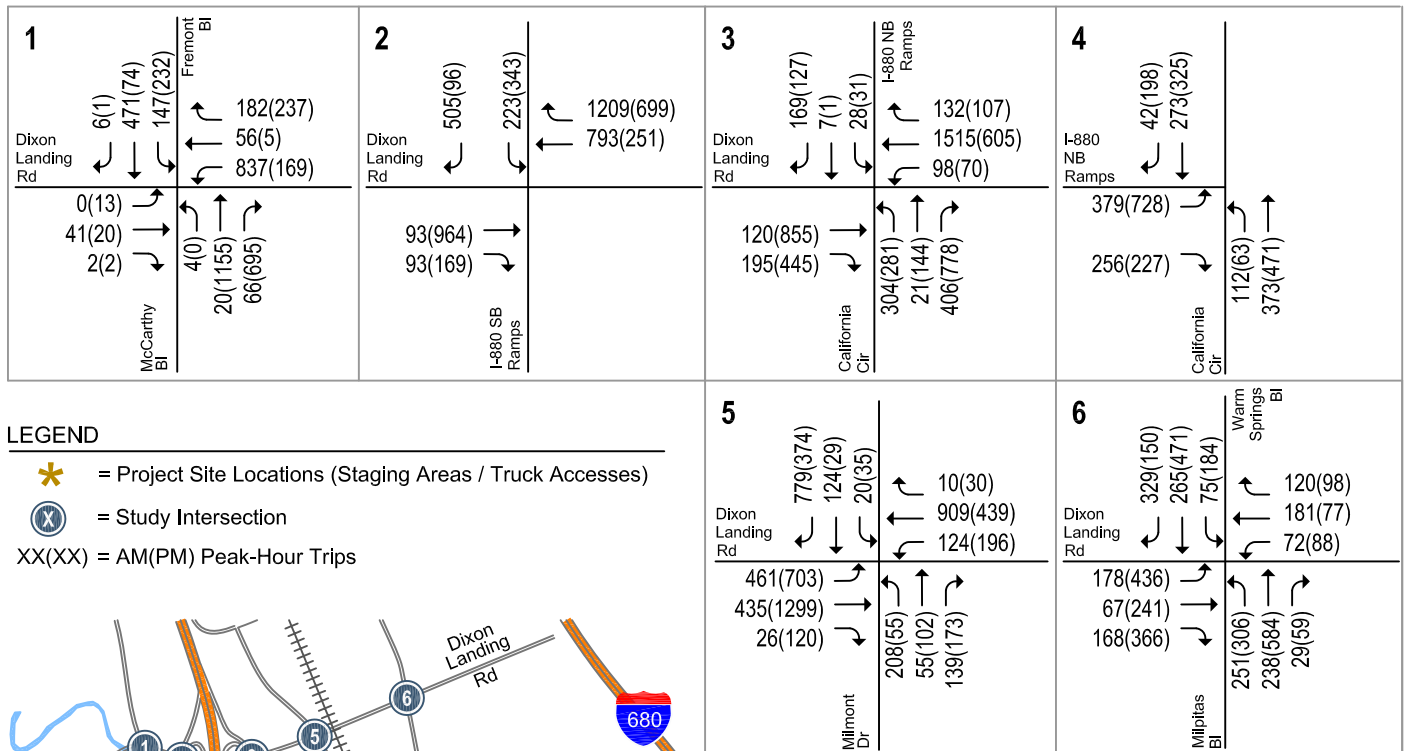 1
Fremont
Bl
6(1)
471(74)
147(232)
182(237)
56(5)
837(169)
Dixon
Landing
Rd
0(13)
41(20)
2(2)
4(0)
20(1155)
66(695)
McCarthy
Bl
2
505(96)
223(343)
1209(699)
793(251)
Dixon
Landing
Rd
93(964)
93(169)
I-880 SB
Ramps
3
I-880 NB
Ramps
169(127)
7(1)
28(31)
132(107)
1515(605)
98(70)
Dixon
Landing
Rd
120(855)
195(445)
304(281)
21(144)
406(778)
California
Cir
4
42(198)
273(325)
I-880
NB
Ramps
379(728)
256(227)
112(63)
373(471)
California
Cir
5
779(374)
124(29)
20(35)
10(30)
909(439)
124(196)
Dixon
Landing
Rd
461(703)
435(1299)
26(120)
208(55)
55(102)
139(173)
Milmont
Dr
6
Warm
Springs
Bl
329(150)
265(471)
75(184)
120(98)
181(77)
72(88)
Dixon
Landing
Rd
178(436)
67(241)
168(366)
251(306)
238(584)
29(59)
Milpitas
Bl
LEGEND
* = Project Site Locations (Staging Areas / Truck Accesses)
X = Study Intersection
XX(XX) = AM(PM) Peak-Hour Trips
Dixon
Landing
Rd
6
5
1
680